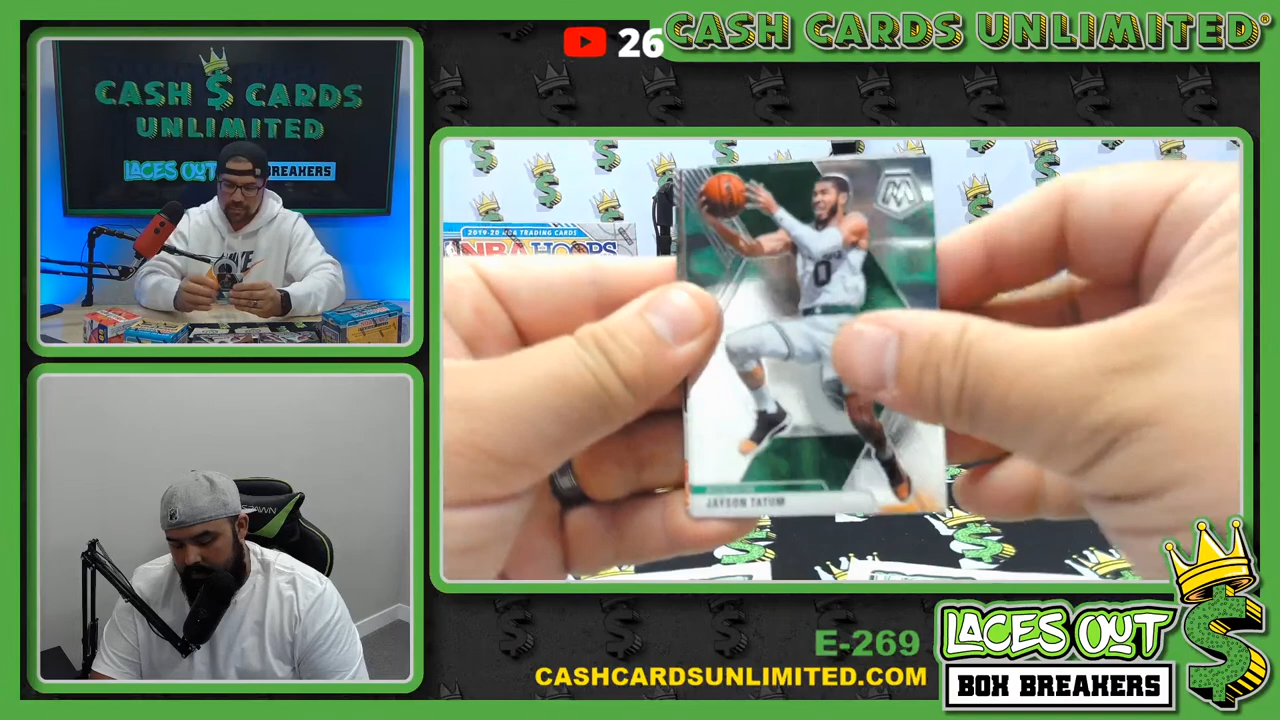 26
CASH CARDS UNLIMITED®
CASH $ CARDS
UNLIMITED
LACES OUT
BREAKERS
2019-20 NBA TRADING CARDS
NBA HOOPS
M
0
JAYSON TATUM
E-269
CASHCARDSUNLIMITED.COM
LACES OUT
BOX BREAKERS